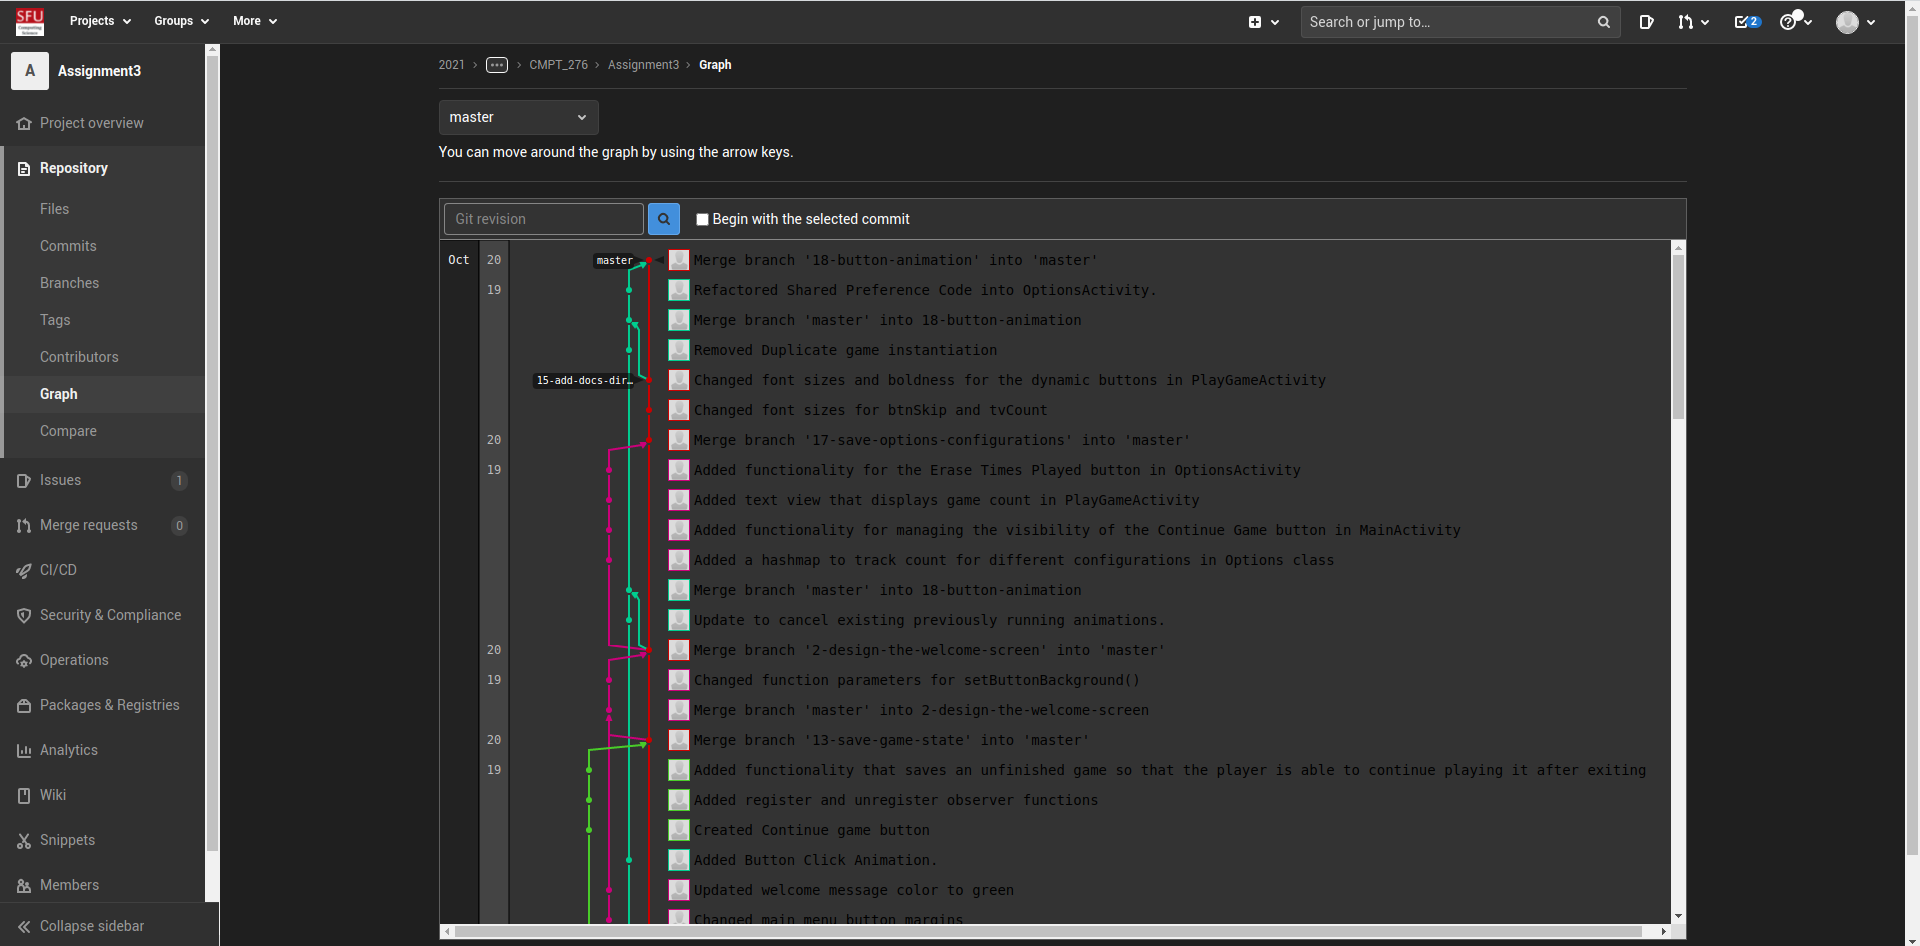 SFU
Computing
Science
Projects
Groups
More
Search or jump to...
2
A
Assignment3
Project overview
Repository
Files
Commits
Branches
Tags
Contributors
Graph
Compare
Issues 1
Merge requests 0
CI/CD
Security & Compliance
Operations
Packages & Registries
Analytics
Wiki
Snippets
Members
Collapse sidebar
2021 > ... > CMPT_276 > Assignment3 > Graph
master
You can move around the graph by using the arrow keys.
Git revision
Begin with the selected commit
Oct 20 master Merge branch '18-button-animation' into 'master'
19 Refactored Shared Preference Code into OptionsActivity.
Merge branch 'master' into 18-button-animation
Removed Duplicate game instantiation
15-add-docs-dir… Changed font sizes and boldness for the dynamic buttons in PlayGameActivity
Changed font sizes for btnSkip and tvCount
20 Merge branch '17-save-options-configurations' into 'master'
19 Added functionality for the Erase Times Played button in OptionsActivity
Added text view that displays game count in PlayGameActivity
Added functionality for managing the visibility of the Continue Game button in MainActivity
Added a hashmap to track count for different configurations in Options class
Merge branch 'master' into 18-button-animation
Update to cancel existing previously running animations.
20 Merge branch '2-design-the-welcome-screen' into 'master'
19 Changed function parameters for setButtonBackground()
Merge branch 'master' into 2-design-the-welcome-screen
20 Merge branch '13-save-game-state' into 'master'
19 Added functionality that saves an unfinished game so that the player is able to continue playing it after exiting
Added register and unregister observer functions
Created Continue game button
Added Button Click Animation.
Updated welcome message color to green
Changed main menu button margins